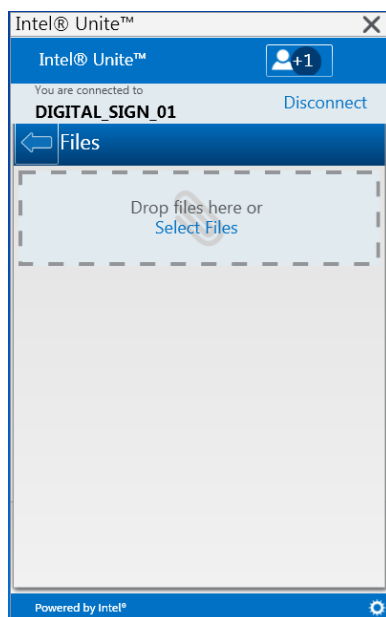 Intel® Unite™
Intel® Unite™
+1
You are connected to
DIGITAL_SIGN_01
Disconnect
Files
Drop files here or
Select Files
Powered by Intel®